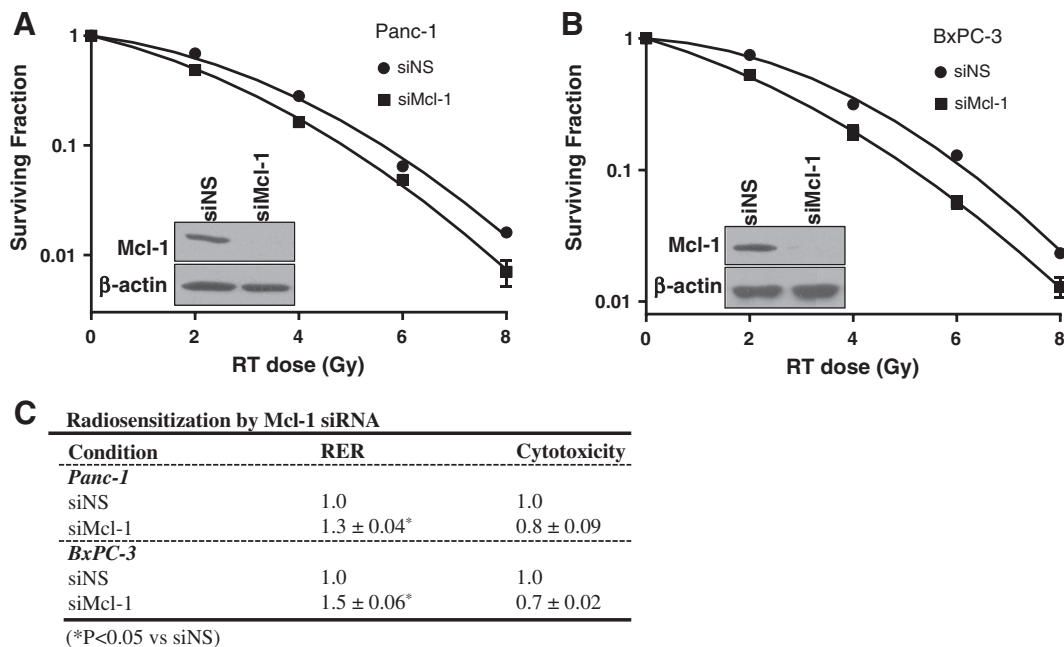 A
Panc-1
siNS
siMcl-1
Surviving Fraction
1
0.1
0.01
siNS
siMcl-1
Mcl-1
β-actin
0 2 4 6 8
RT dose (Gy)
B
BxPC-3
siNS
siMcl-1
Surviving Fraction
1
0.1
0.01
siNS
siMcl-1
Mcl-1
β-actin
0 2 4 6 8
RT dose (Gy)
C
Radiosensitization by Mcl-1 siRNA
Condition RER Cytotoxicity
Panc-1
siNS 1.0 1.0
siMcl-1 1.3 ± 0.04* 0.8 ± 0.09
BxPC-3
siNS 1.0 1.0
siMcl-1 1.5 ± 0.06* 0.7 ± 0.02
(*P<0.05 vs siNS)